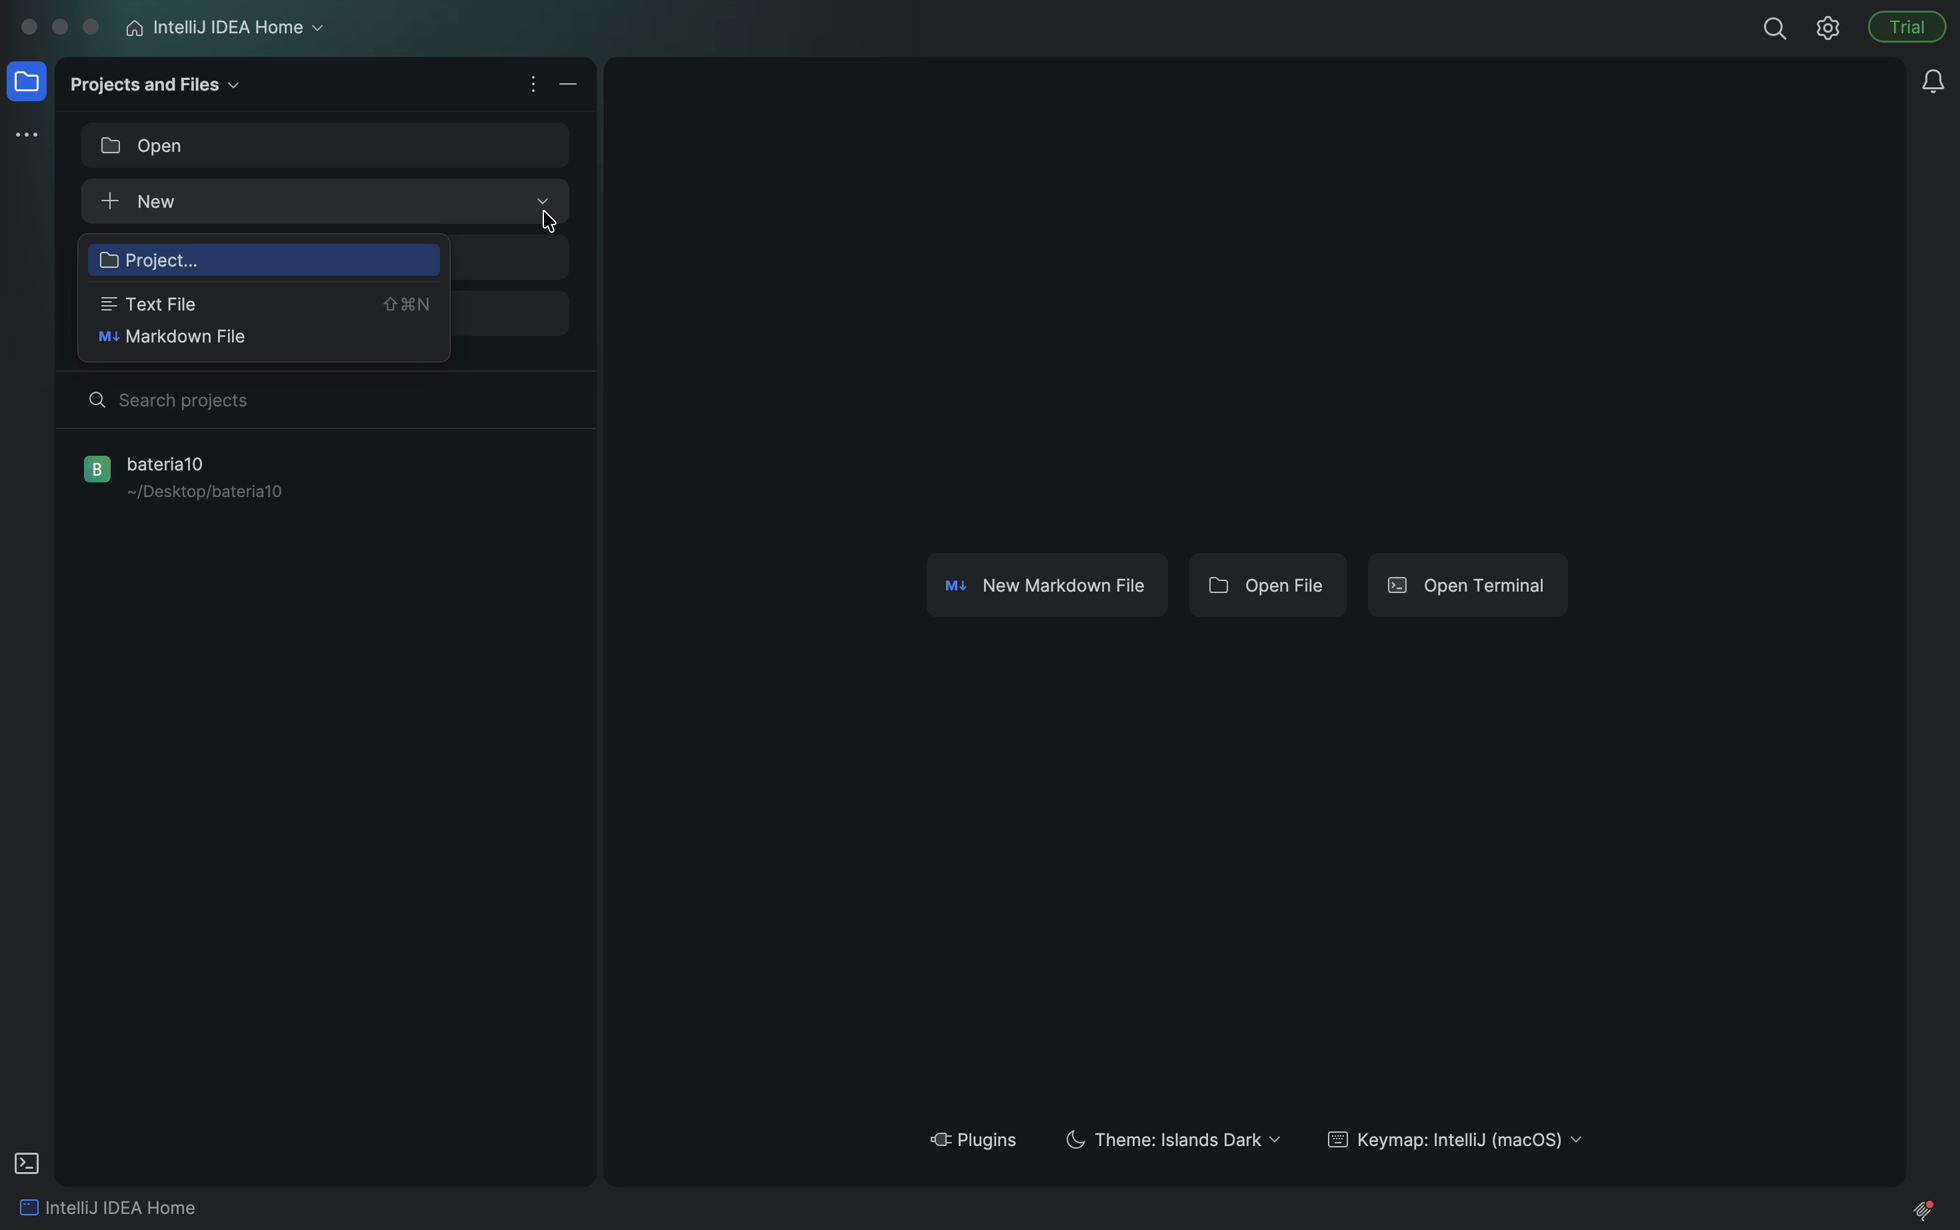 IntelliJ IDEA Home
Trial
Projects and Files
Open
New
Project...
Text File ⇧⌘N
M↓ Markdown File
Search projects
B bateria10
~/Desktop/bateria10
M↓ New Markdown File
Open File
Open Terminal
Plugins
Theme: Islands Dark
Keymap: IntelliJ (macOS)
IntelliJ IDEA Home